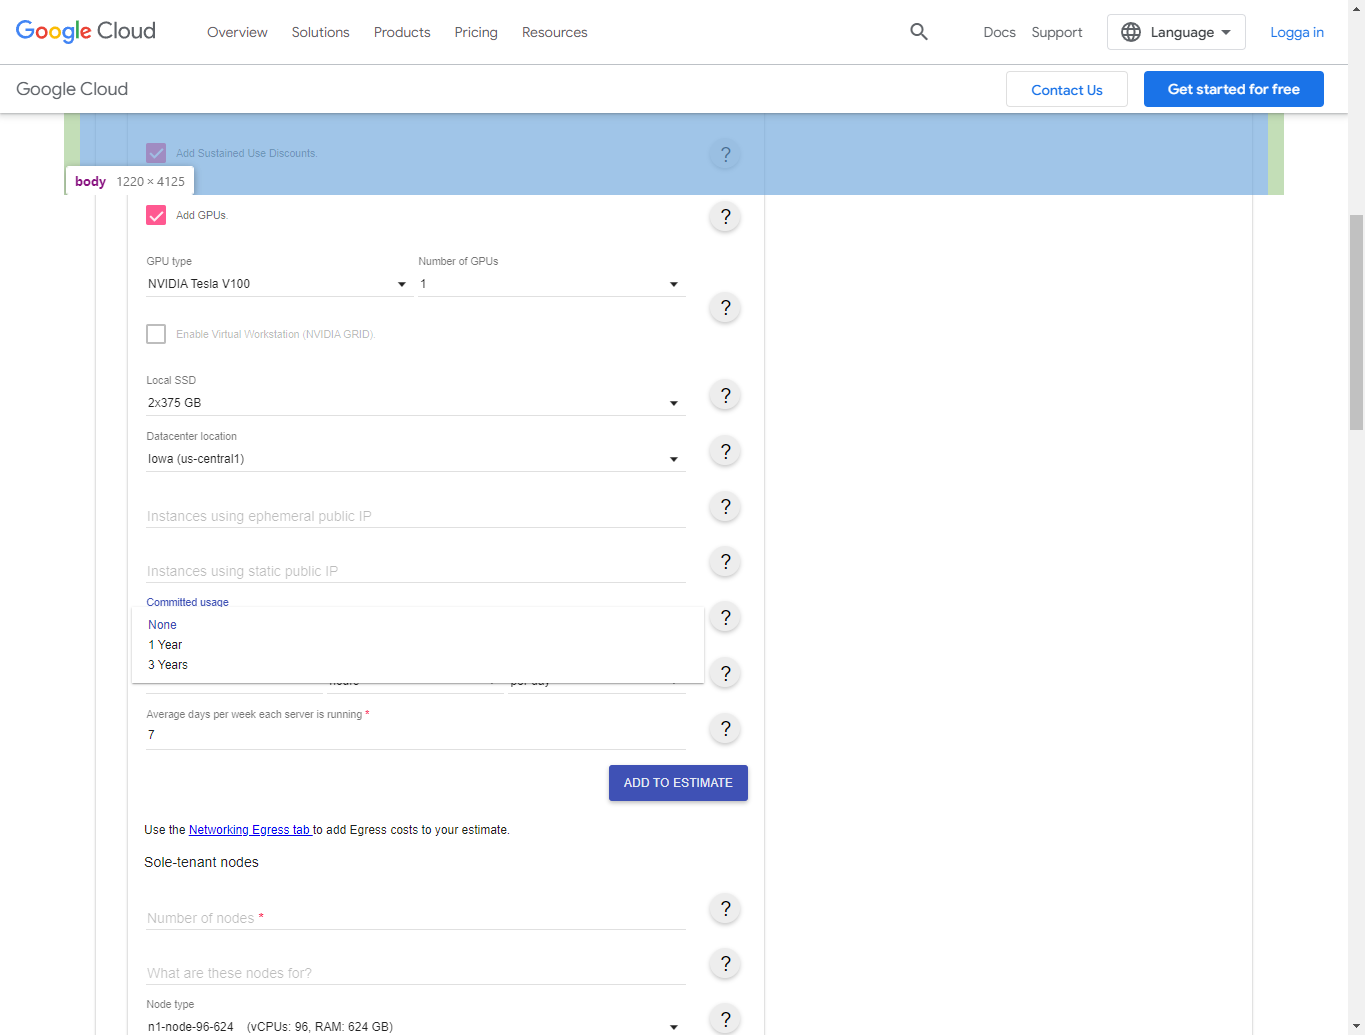 Google Cloud
Overview
Solutions
Products
Pricing
Resources
Docs
Support
Language
Logga in
Google Cloud
Contact Us
Get started for free
Add Sustained Use Discounts.
?
body 1220 × 4125
Add GPUs.
?
GPU type
Number of GPUs
NVIDIA Tesla V100
1
?
Enable Virtual Workstation (NVIDIA GRID).
Local SSD
2x375 GB
?
Datacenter location
Iowa (us-central1)
?
Instances using ephemeral public IP
?
Instances using static public IP
?
Committed usage
None
?
1 Year
3 Years
?
hours
per day
Average days per week each server is running *
7
?
ADD TO ESTIMATE
Use the Networking Egress tab to add Egress costs to your estimate.
Sole-tenant nodes
Number of nodes *
?
What are these nodes for?
?
Node type
n1-node-96-624 (vCPUs: 96, RAM: 624 GB)
?